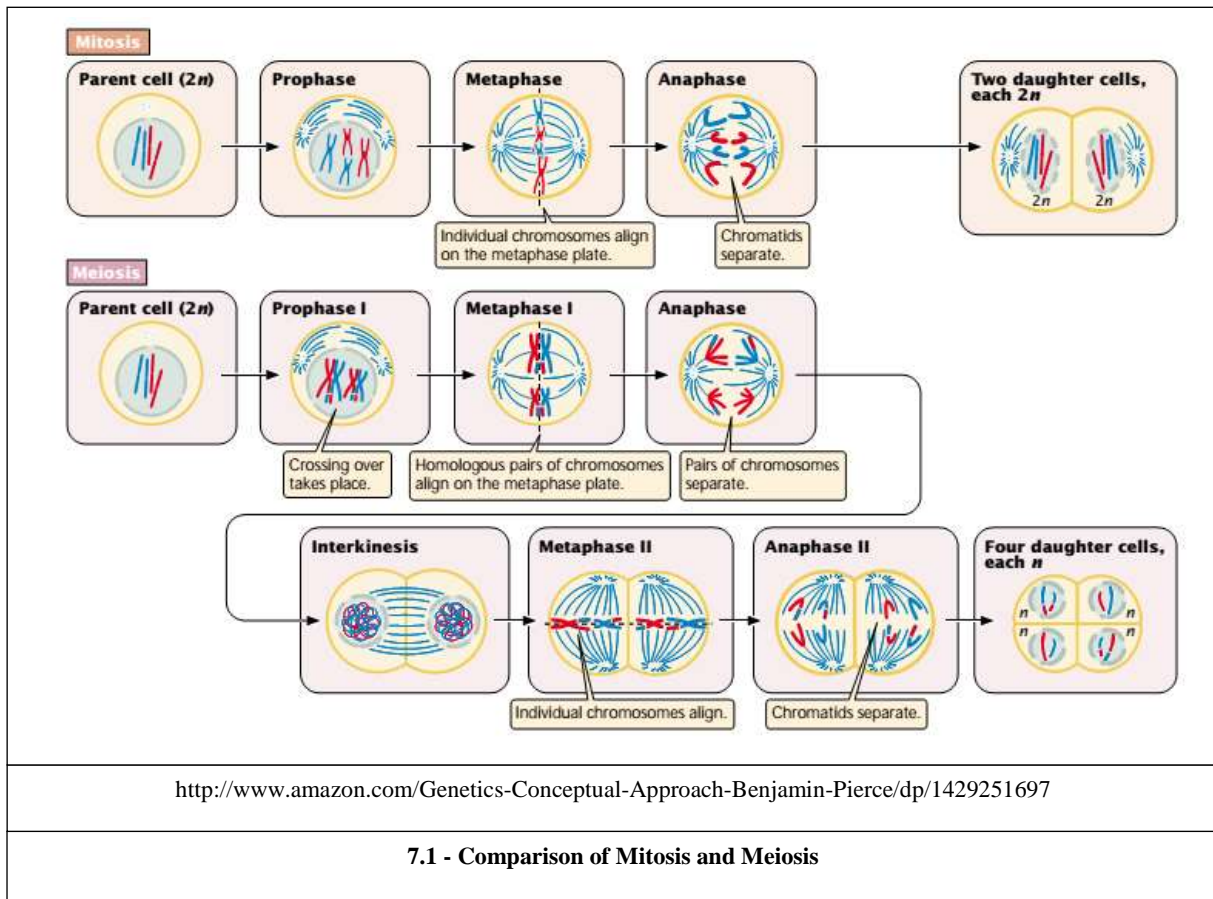 Mitosis
Parent cell (2n)
Prophase
Metaphase
Anaphase
Two daughter cells,
each 2n
2n
2n
Individual chromosomes align
on the metaphase plate.
Chromatids
separate.
Meiosis
Parent cell (2n)
Prophase I
Metaphase I
Anaphase
Crossing over
takes place.
Homologous pairs of chromosomes
align on the metaphase plate.
Pairs of chromosomes
separate.
Interkinesis
Metaphase II
Anaphase II
Four daughter cells,
each n
n
n
n
n
Individual chromosomes align.
Chromatids separate.
http://www.amazon.com/Genetics-Conceptual-Approach-Benjamin-Pierce/dp/1429251697
7.1 - Comparison of Mitosis and Meiosis